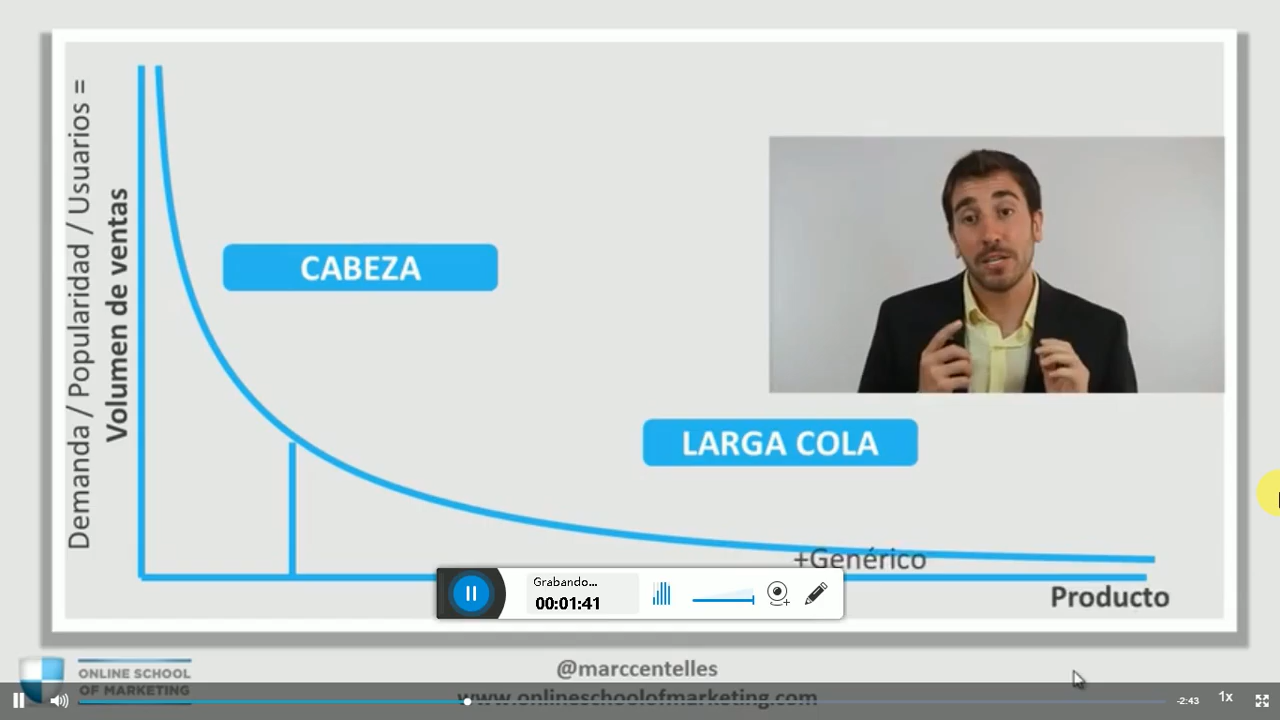 Demanda / Popularidad / Usuarios =
Volumen de ventas
CABEZA
LARGA COLA
+Genérico
Producto
Grabando...
00:01:41
ONLINE SCHOOL
OF MARKETING
@marccentelles
www.onlineschoolofmarketing.com
-2:43
1x